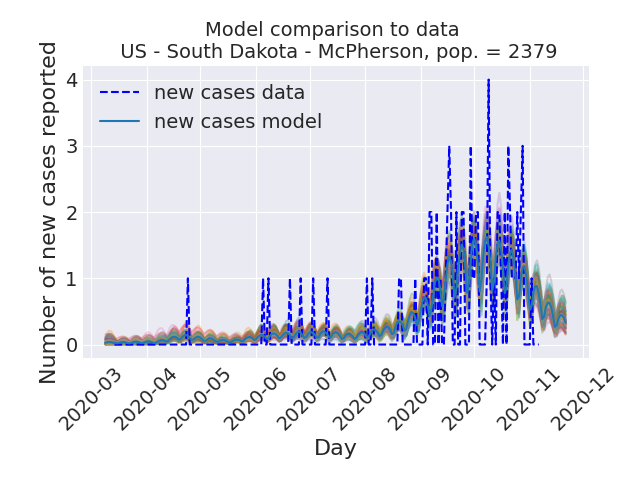 Model comparison to data
US - South Dakota - McPherson, pop. = 2379
Number of new cases reported
4
3
2
1
0
new cases data
new cases model
2020-03
2020-04
2020-05
2020-06
2020-07
2020-08
2020-09
2020-10
2020-11
2020-12
Day